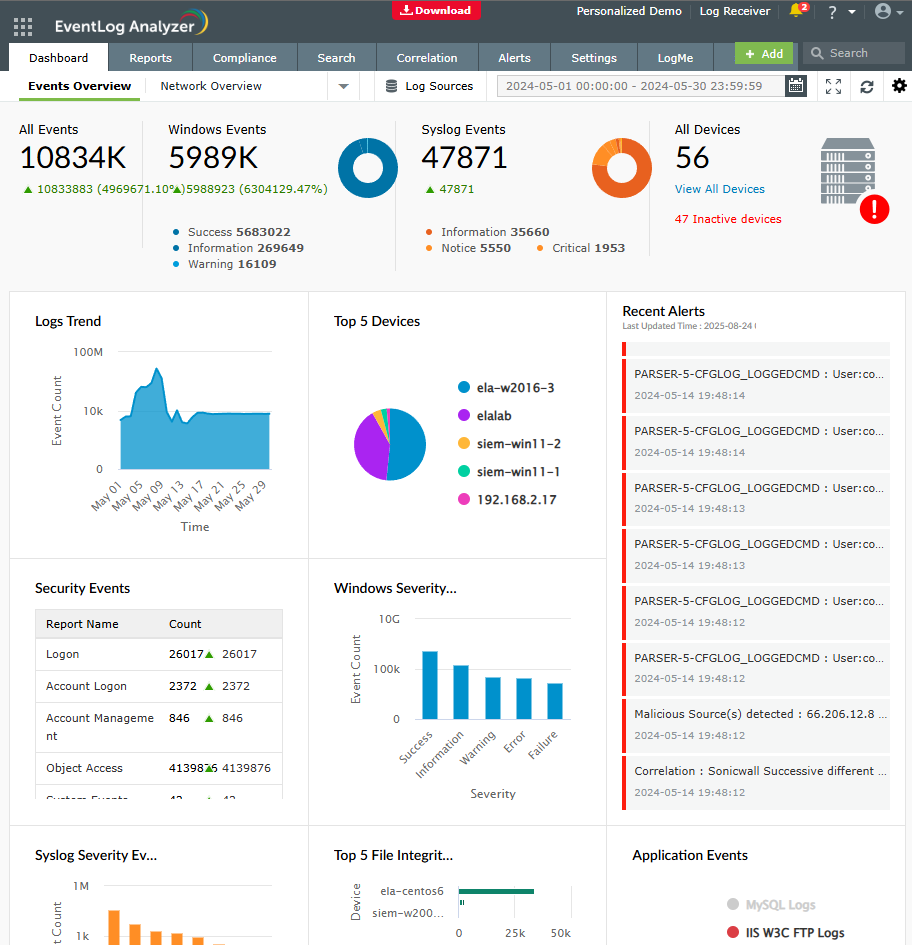 Download
EventLog Analyzer
Personalized Demo
Log Receiver
2
?
Dashboard
Reports
Compliance
Search
Correlation
Alerts
Settings
LogMe
+ Add
Search
Events Overview
Network Overview
Log Sources
2024-05-01 00:00:00 - 2024-05-30 23:59:59
All Events
10834K
10833883 (4969671.10%
Windows Events
5989K
5988923 (6304129.47%)
Success 5683022
Information 269649
Warning 16109
Syslog Events
47871
47871
Information 35660
Notice 5550
Critical 1953
All Devices
56
View All Devices
47 Inactive devices
!
Logs Trend
Event Count
100M
10k
0
May 01
May 05
May 09
May 13
May 17
May 21
May 25
May 29
Time
Top 5 Devices
ela-w2016-3
elalab
siem-win11-2
siem-win11-1
192.168.2.17
Recent Alerts
Last Updated Time : 2025-08-24
PARSER-5-CFGLOG_LOGGEDCMD : User:co...
2024-05-14 19:48:14
PARSER-5-CFGLOG_LOGGEDCMD : User:co...
2024-05-14 19:48:14
PARSER-5-CFGLOG_LOGGEDCMD : User:co...
2024-05-14 19:48:13
PARSER-5-CFGLOG_LOGGEDCMD : User:co...
2024-05-14 19:48:13
PARSER-5-CFGLOG_LOGGEDCMD : User:co...
2024-05-14 19:48:12
PARSER-5-CFGLOG_LOGGEDCMD : User:co...
2024-05-14 19:48:12
Malicious Source(s) detected : 66.206.12.8 ...
2024-05-14 19:48:12
Correlation : Sonicwall Successive different ...
2024-05-14 19:48:12
Security Events
Report Name Count
Logon 26017 26017
Account Logon 2372 2372
Account Manageme
nt 846 846
Object Access 4139876 4139876
System Events 42 42
Windows Severity...
Event Count
10G
100k
0
Success
Information
Warning
Error
Failure
Severity
Syslog Severity Ev...
1M
1k
t Count
Top 5 File Integrit...
Device
ela-centos6
siem-w200...
0
25k
50k
Application Events
MySQL Logs
IIS W3C FTP Logs